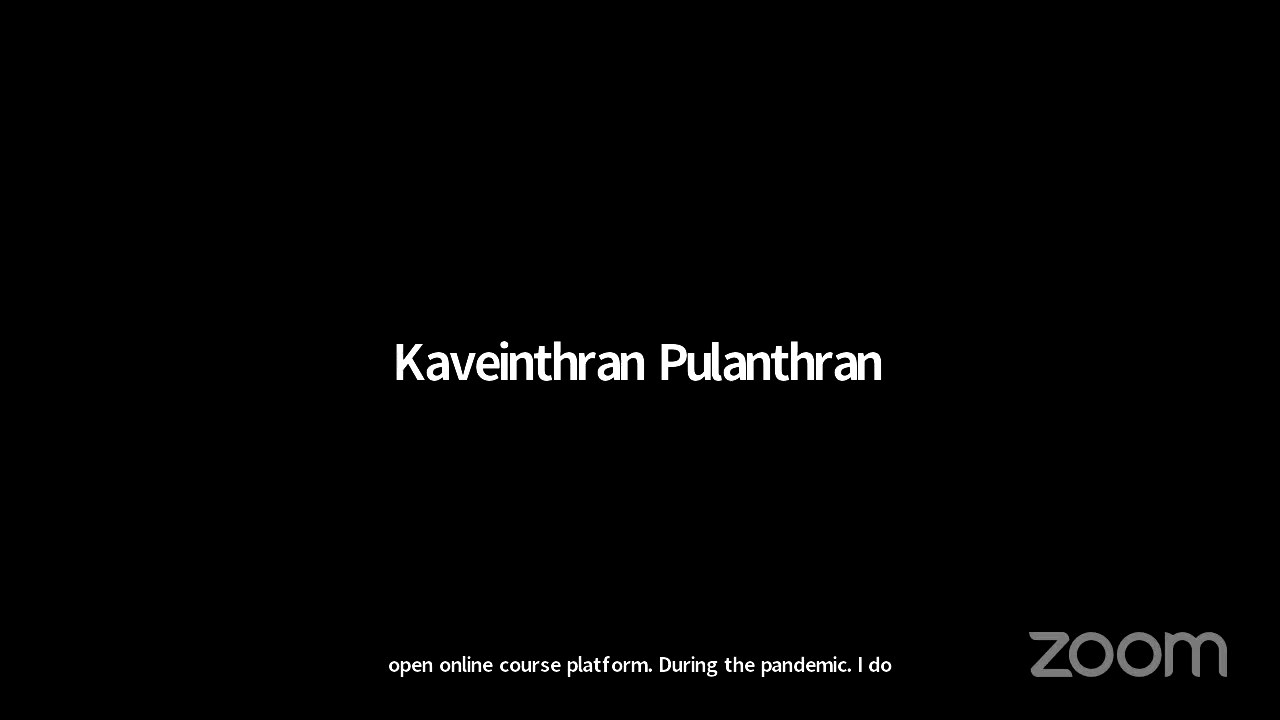 Kaveinthran Pulanthran
open online course platform. During the pandemic. I do
zoom